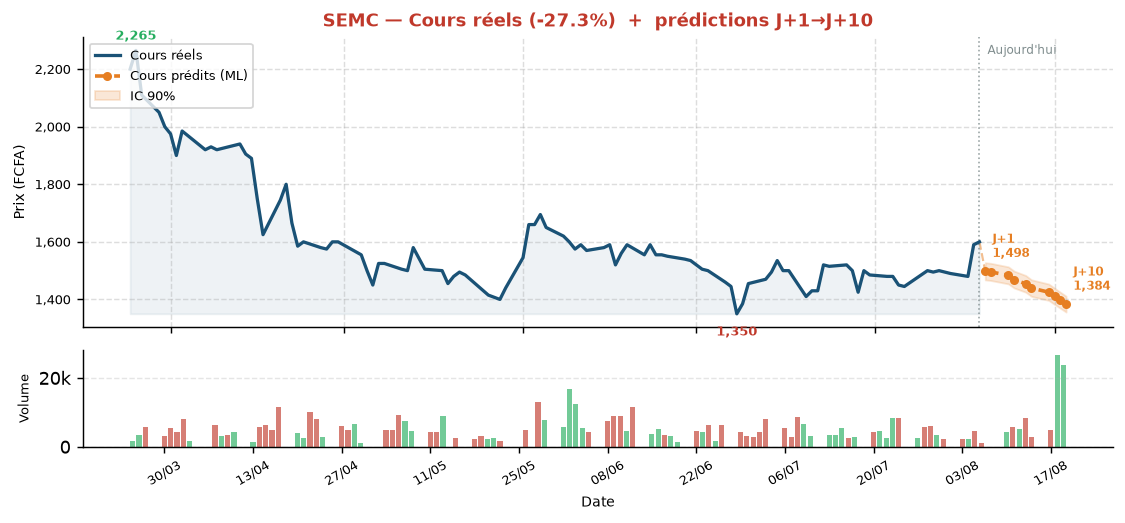 SEMC — Cours réels (-27.3%)  +  prédictions J+1→J+10
2,265
Cours réels
Cours prédits (ML)
IC 90%
Aujourd'hui
Prix (FCFA)
2,200
2,000
1,800
1,600
1,400
J+1
1,498
J+10
1,384
1,350
Volume
20k
0
30/03
13/04
27/04
11/05
25/05
08/06
22/06
06/07
20/07
03/08
17/08
Date